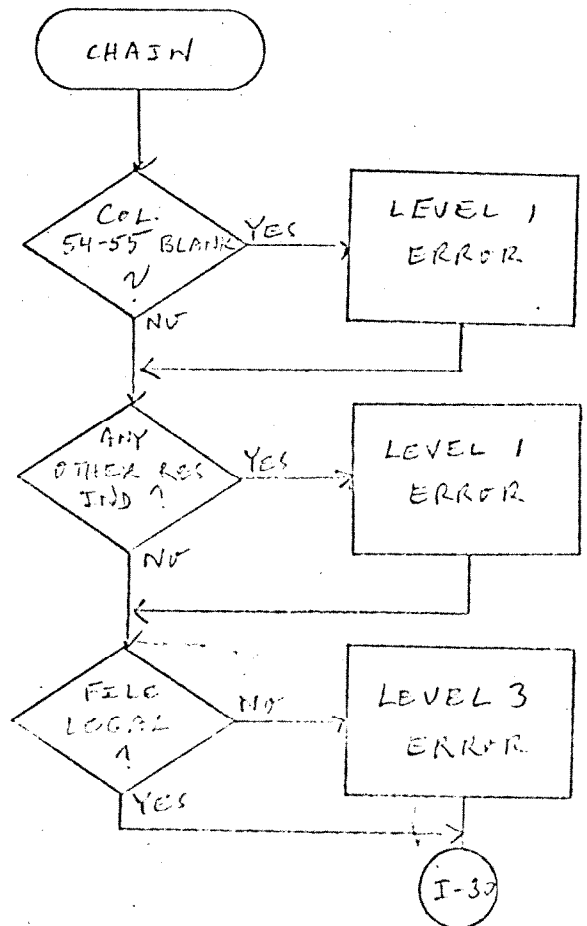 CHAIN
COL.
54-55 BLANK
?
YES
LEVEL 1
ERROR
NO
ANY
OTHER RES
IND ?
YES
LEVEL 1
ERROR
NO
FILE
LOCAL
?
NO
LEVEL 3
ERROR
YES
I-30